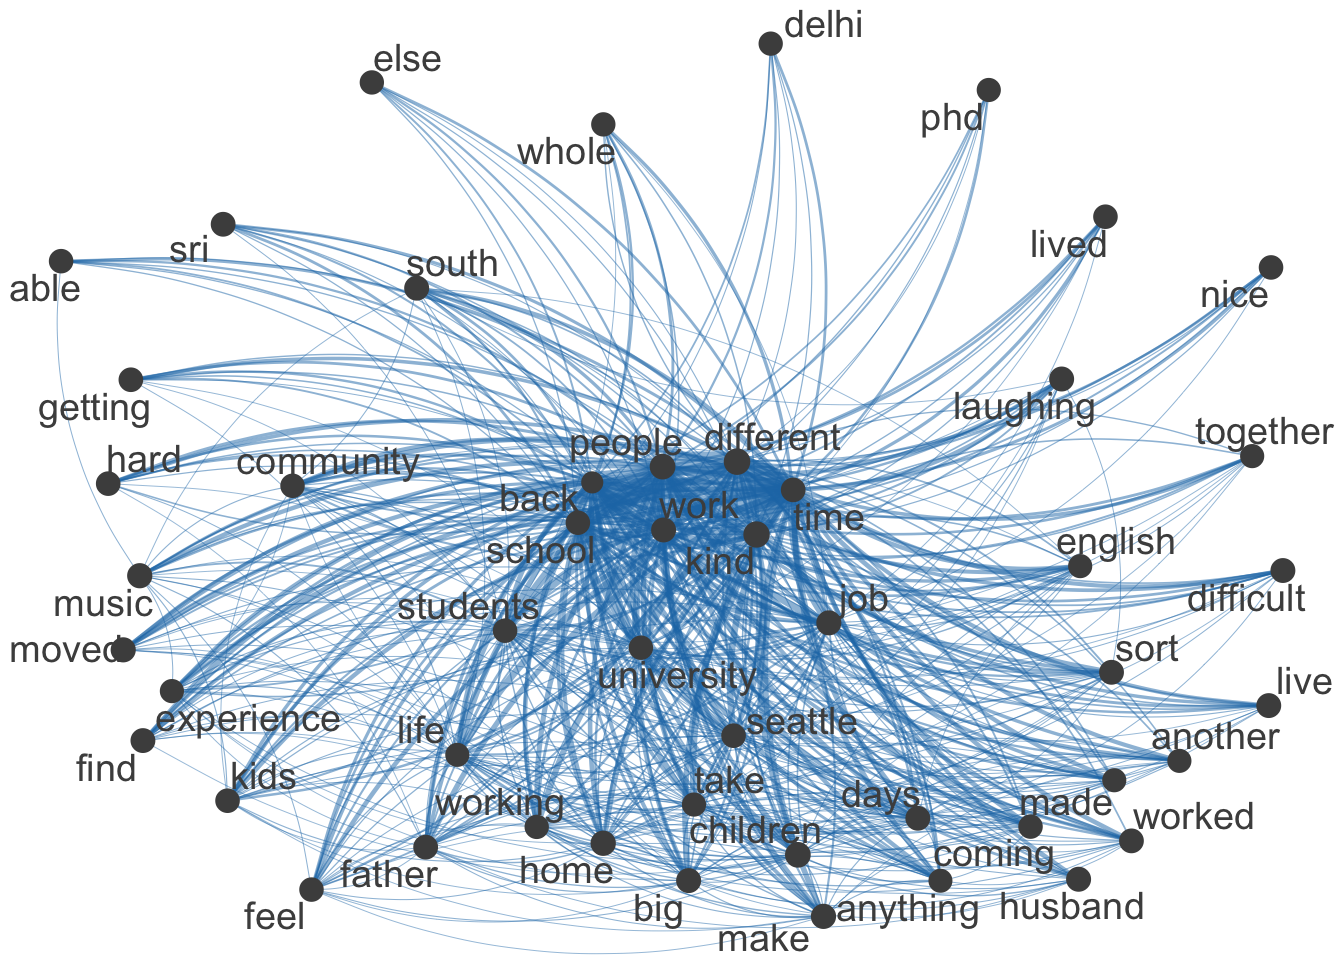 delhi
else
phd
whole
lived
sri
south
able
nice
getting
laughing
together
people
different
hard
community
back
work
time
school
kind
english
music
students
job
difficult
moved
university
sort
live
experience
life
seattle
another
find
kids
working
take
days
made
worked
children
father
home
coming
feel
big
make
anything
husband